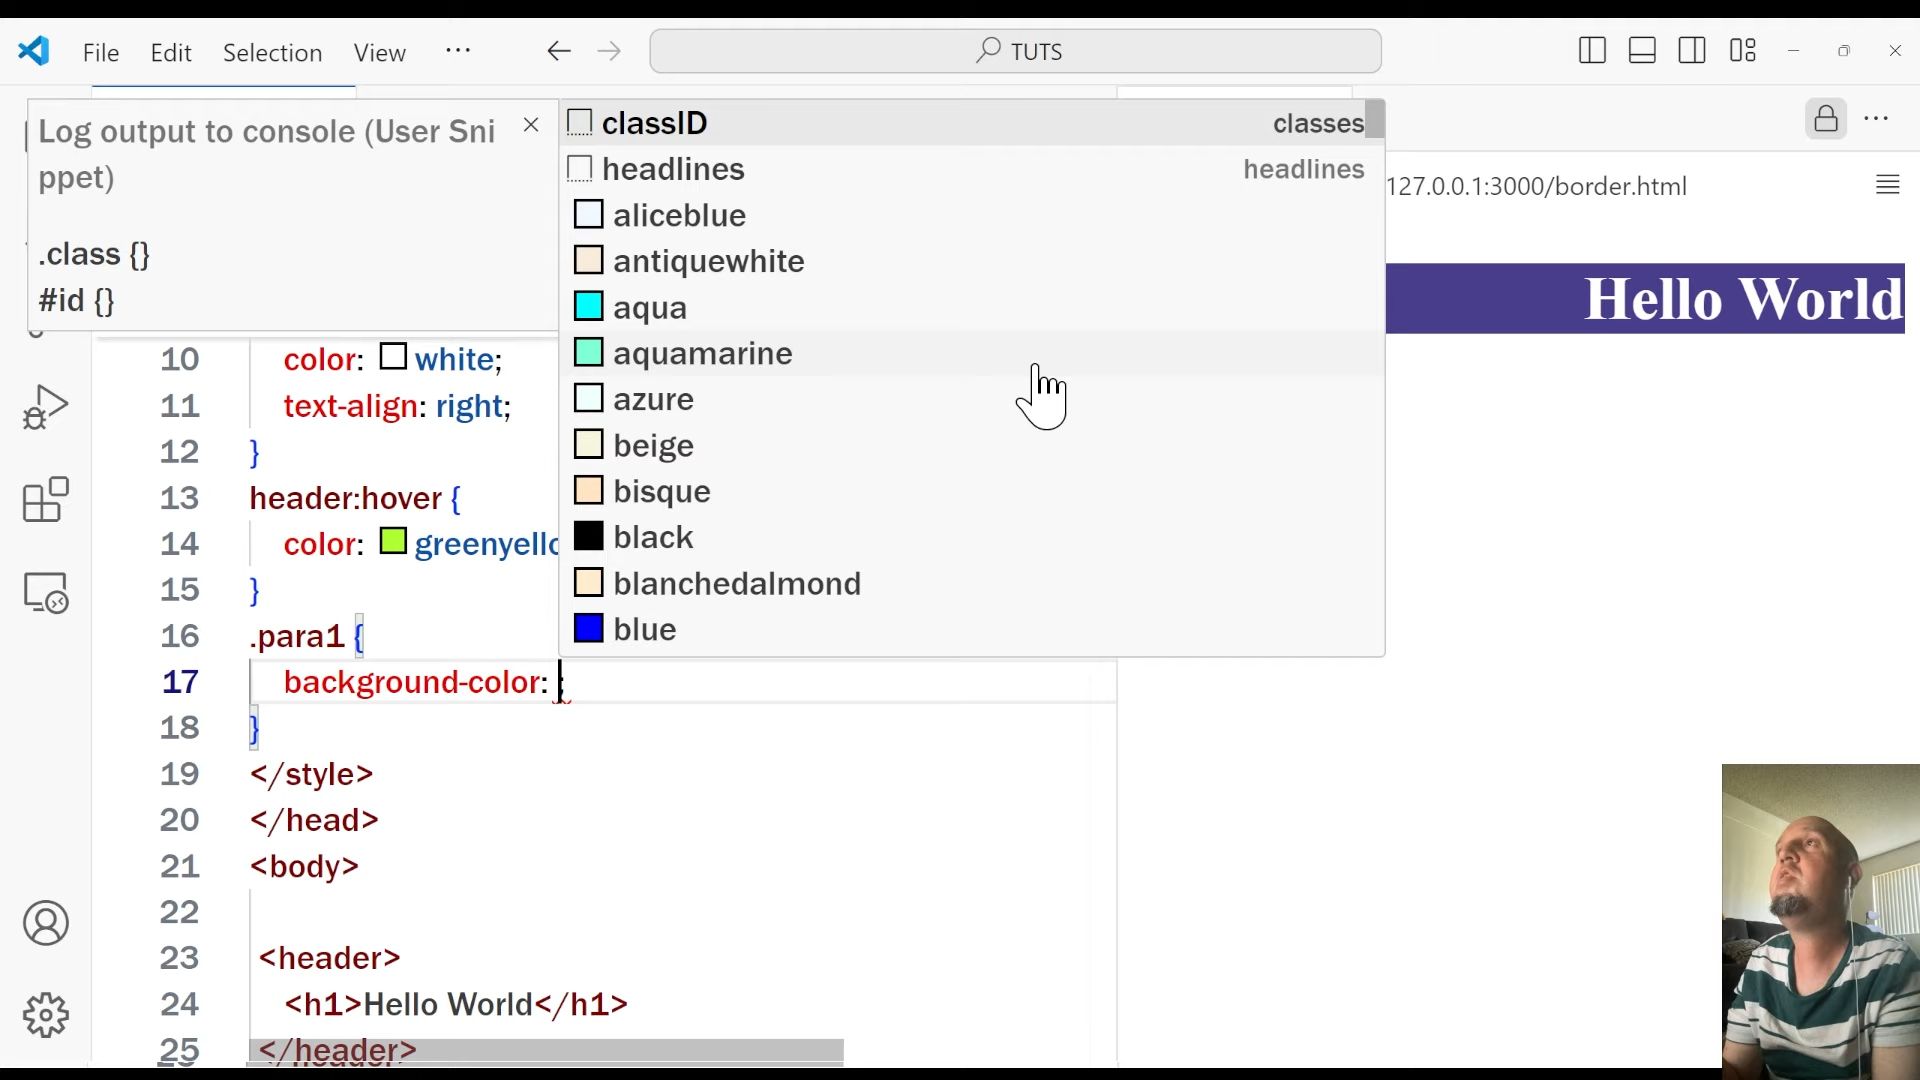 File Edit Selection View ··· TUTS
Log output to console (User Sni
ppet)
.class {}
#id {}
classID classes
headlines headlines
aliceblue
antiquewhite
aqua
aquamarine
azure
beige
bisque
black
blanchedalmond
blue
127.0.0.1:3000/border.html
Hello World
10 color: white;
11 text-align: right;
12 }
13 header:hover {
14 color: greenyello
15 }
16 .para1 {
17 background-color: ;
18 }
19 </style>
20 </head>
21 <body>
22
23 <header>
24 <h1>Hello World</h1>
25 </header>